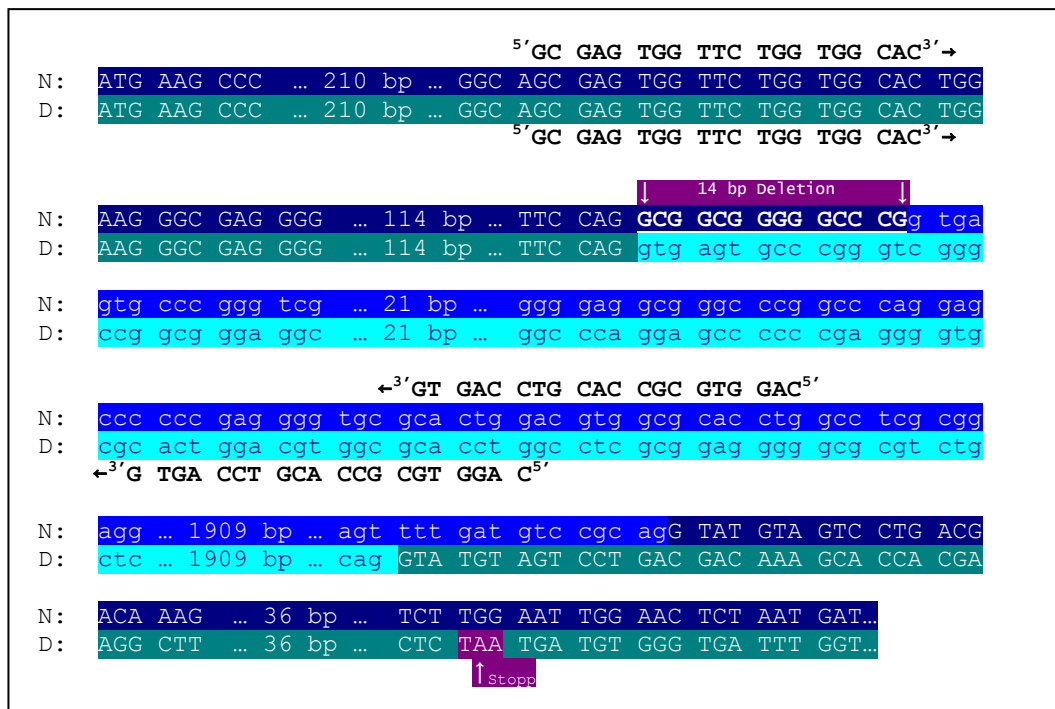 5'GC GAG TGG TTC TGG TGG CAC3'→
N: ATG AAG CCC … 210 bp … GGC AGC GAG TGG TTC TGG TGG CAC TGG
D: ATG AAG CCC … 210 bp … GGC AGC GAG TGG TTC TGG TGG CAC TGG
5'GC GAG TGG TTC TGG TGG CAC3'→
↓ 14 bp Deletion ↓
N: AAG GGC GAG GGG … 114 bp … TTC CAG GCG GCG GGG GCC CGg tga
D: AAG GGC GAG GGG … 114 bp … TTC CAG gtg agt gcc cgg gtc ggg
N: gtg ccc ggg tcg … 21 bp … ggg gag gcg ggc ccg gcc cag gag
D: ccg gcg gga ggc … 21 bp … ggc cca gga gcc ccc cga ggg gtg
←3'GT GACC CTG CAC CGC GTG GAC5'
N: ccc ccc gag ggg tgc gca ctg gac gtg gcg cac ctg gcc tcg cgg
D: cgc act gga cgt ggc gca cct ggc ctc gcg gag ggg gcg cgt ctg
←3'G TGA CCT GCA CCG CGT GGA C5'
N: agg … 1909 bp … agt ttt gat gtc cgc agG TAT GTA GTC CTG ACG
D: ctc … 1909 bp … cag GTA TGT AGT CCT GAC GAC AAA GCA CCA CGA
N: ACA AAG … 36 bp … TCT TGG AAT TGG AAC TCT AAT GAT…
D: AGG CTT … 36 bp … CTC TAA TGA TGT GGG TGA TTT GGT…
↑Stopp